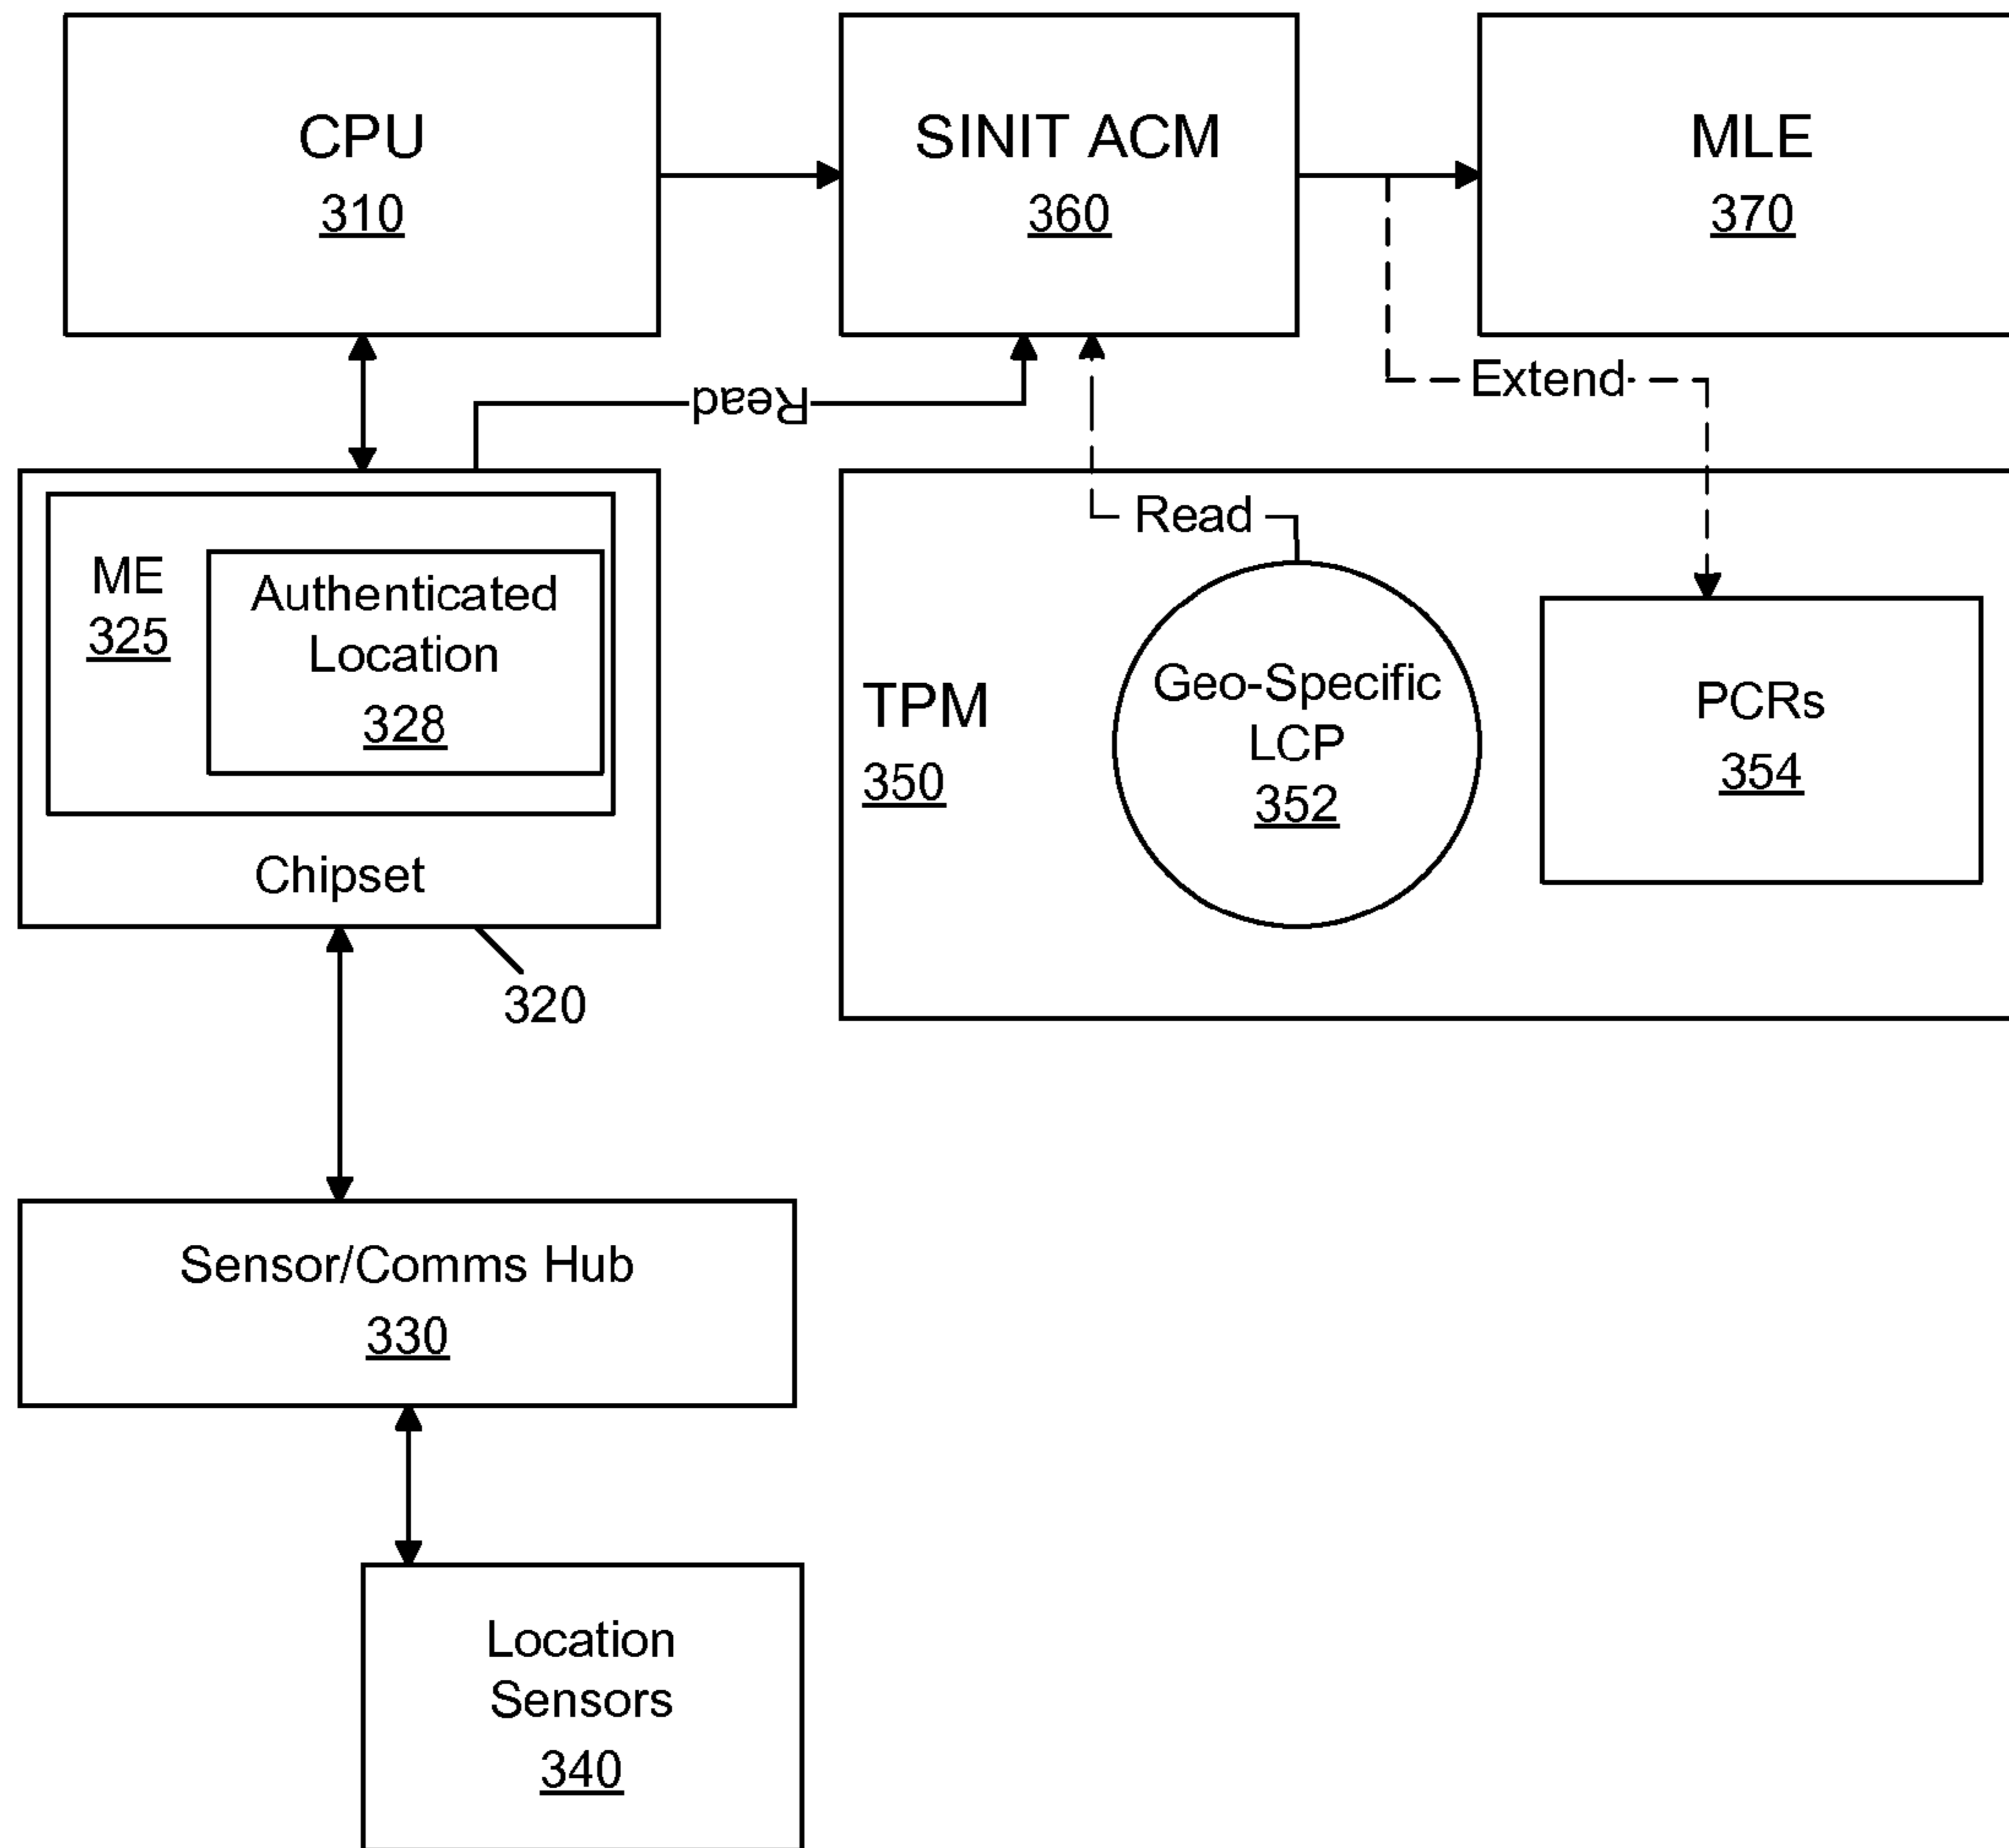 CPU
310
SINIT ACM
360
MLE
370
Read
Extend
ME
325
Authenticated
Location
328
Chipset
320
Read
TPM
350
Geo-Specific
LCP
352
PCRs
354
Sensor/Comms Hub
330
Location
Sensors
340